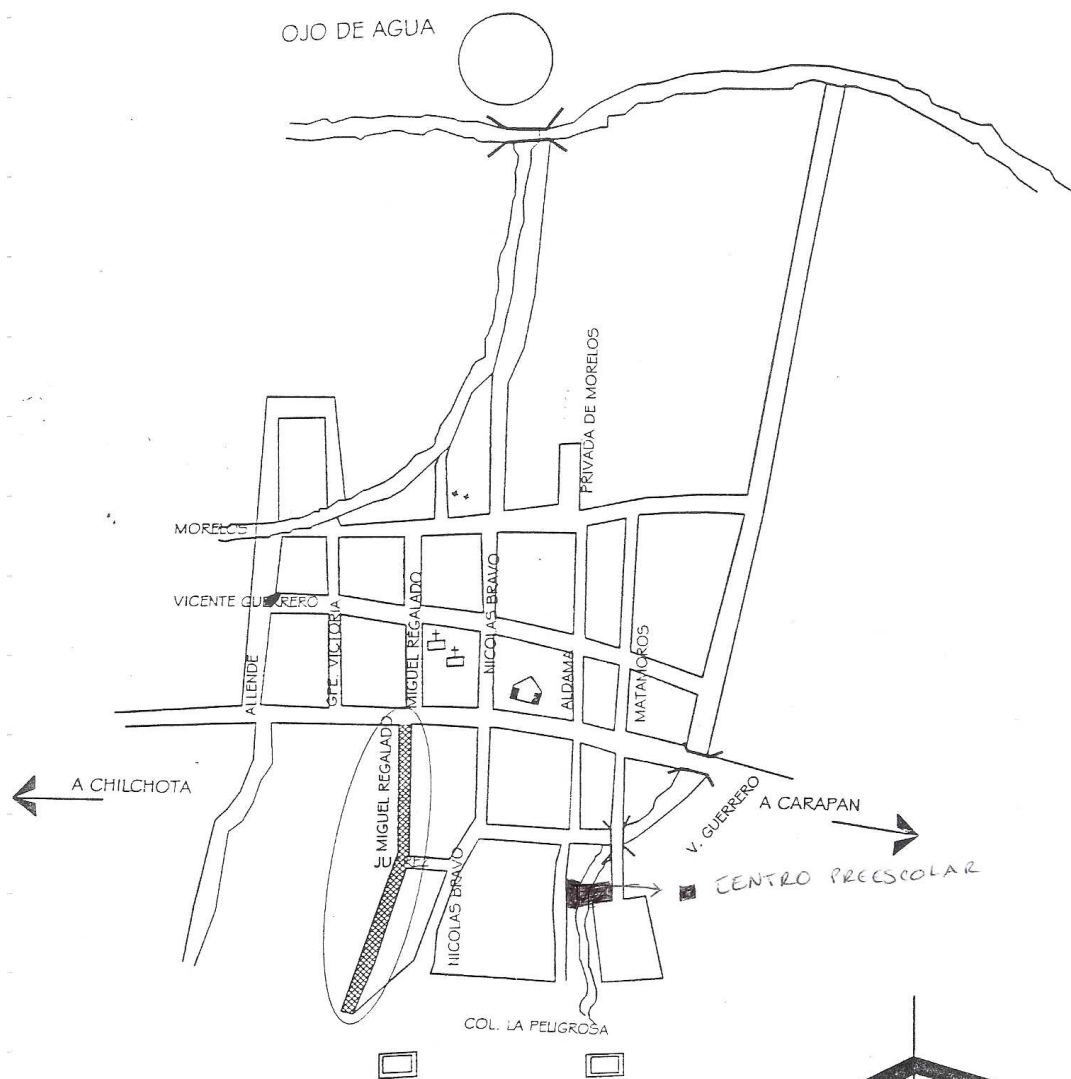 OJO DE AGUA
PRIVADA DE MORELOS
MORELOS
VICENTE GUERRERO
ALLENDE
GPE. VICTORIA
MIGUEL REGALADO
NICOLAS BRAVO
ALDAMA
MATAMOROS
MIGUEL REGALADO
A CHILCHOTA
V. GUERRERO
A CARAPAN
JUAREZ
NICOLAS BRAVO
CENTRO PREESCOLAR
COL. LA PELIGROSA